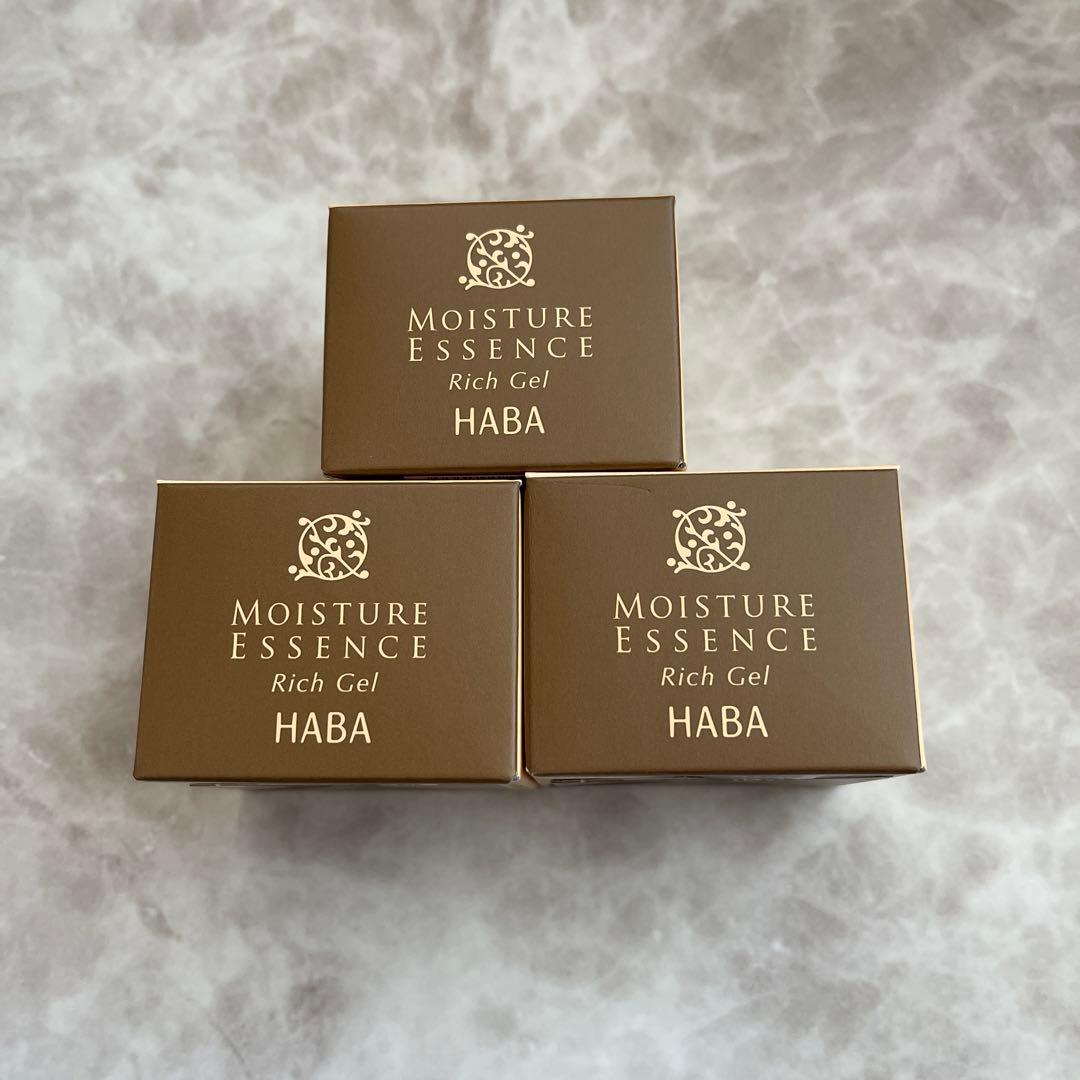 MOISTURE
ESSENCE
Rich Gel
HABA
MOISTURE
ESSENCE
Rich Gel
HABA
MOISTURE
ESSENCE
Rich Gel
HABA